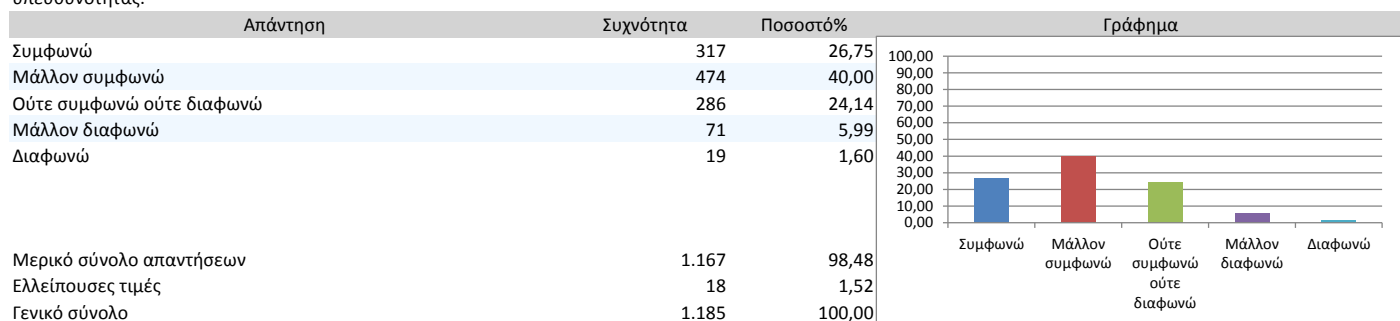 υπευθυνότητας.
Απάντηση Συχνότητα Ποσοστό% Γράφημα
Συμφωνώ 317 26,75
Μάλλον συμφωνώ 474 40,00
Ούτε συμφωνώ ούτε διαφωνώ 286 24,14
Μάλλον διαφωνώ 71 5,99
Διαφωνώ 19 1,60
Μερικό σύνολο απαντήσεων 1.167 98,48
Ελλείπουσες τιμές 18 1,52
Γενικό σύνολο 1.185 100,00
100,00
90,00
80,00
70,00
60,00
50,00
40,00
30,00
20,00
10,00
0,00
Συμφωνώ Μάλλον Ούτε Μάλλον Διαφωνώ
συμφωνώ συμφωνώ διαφωνώ
ούτε
διαφωνώ